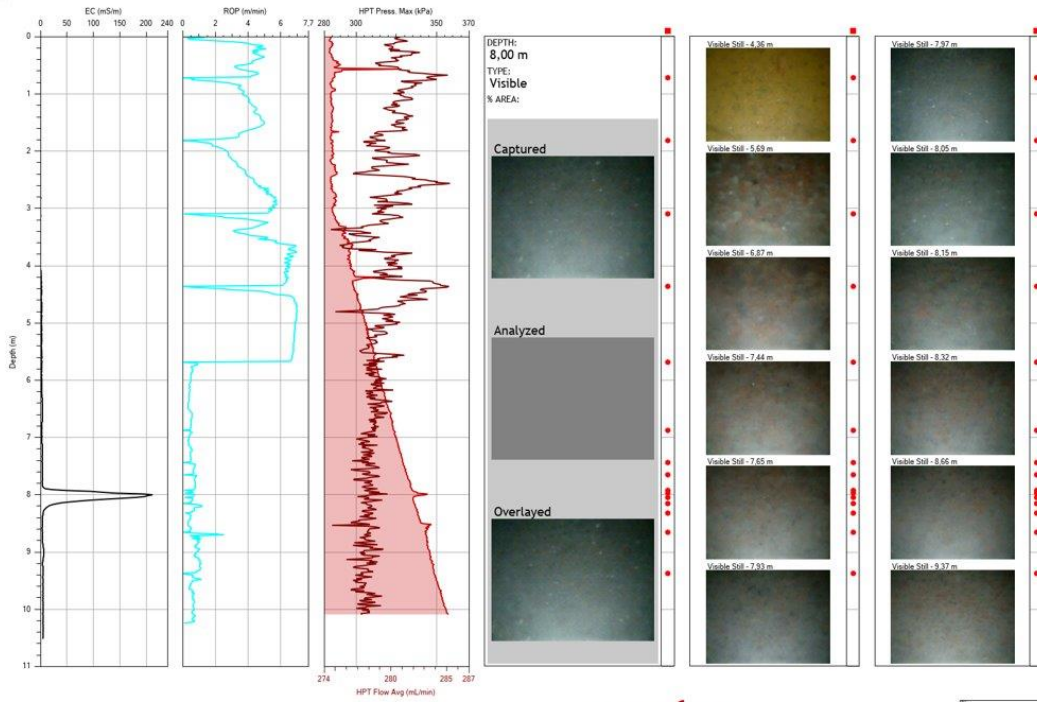 EC (mS/m)
0 50 100 150 200 240
ROP (m/min)
0 2 4 6 7,7
HPT Press. Max (kPa)
280 300 350 370
Depth (m)
0
1
2
3
4
5
6
7
8
9
10
11
274 280 285 287
HPT Flow Avg (mL/min)
DEPTH:
8,00 m
TYPE:
Visible
% AREA:
Captured
Analyzed
Overlayed
Visible Still - 4,36 m
Visible Still - 5,69 m
Visible Still - 6,87 m
Visible Still - 7,44 m
Visible Still - 7,65 m
Visible Still - 7,93 m
Visible Still - 7,97 m
Visible Still - 8,05 m
Visible Still - 8,15 m
Visible Still - 8,32 m
Visible Still - 8,66 m
Visible Still - 9,37 m